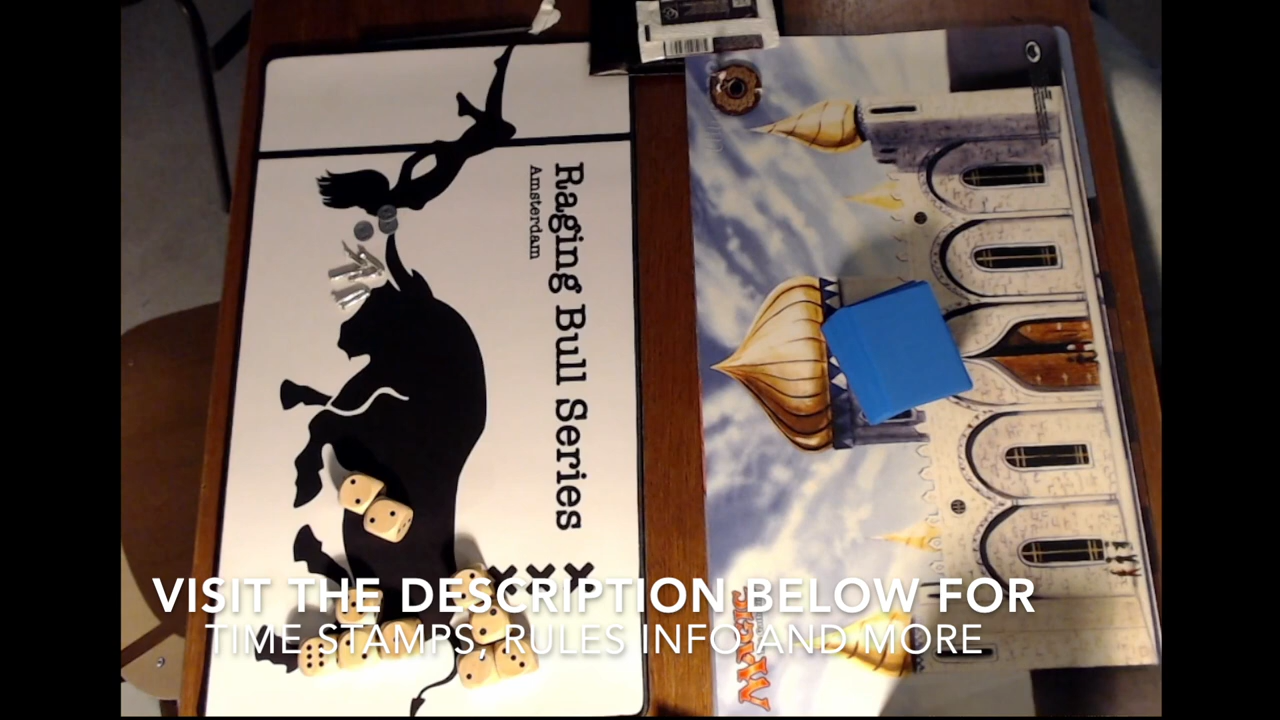 Raging Bull Series
Amsterdam
VISIT THE DESCRIPTION BELOW FOR
TIME STAMPS, RULES INFO AND MORE